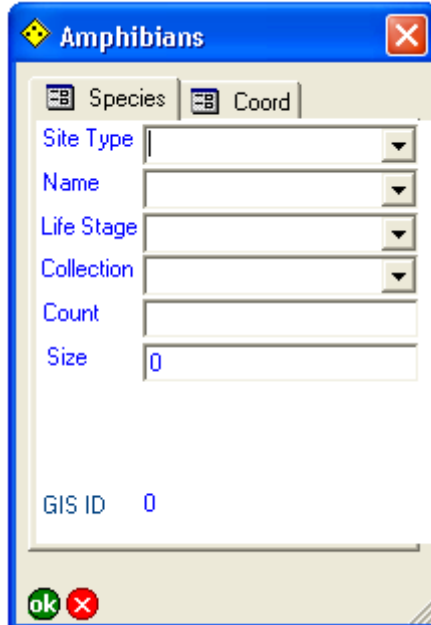 Amphibians
Species Coord
Site Type
Name
Life Stage
Collection
Count
Size 0
GIS ID 0
ok